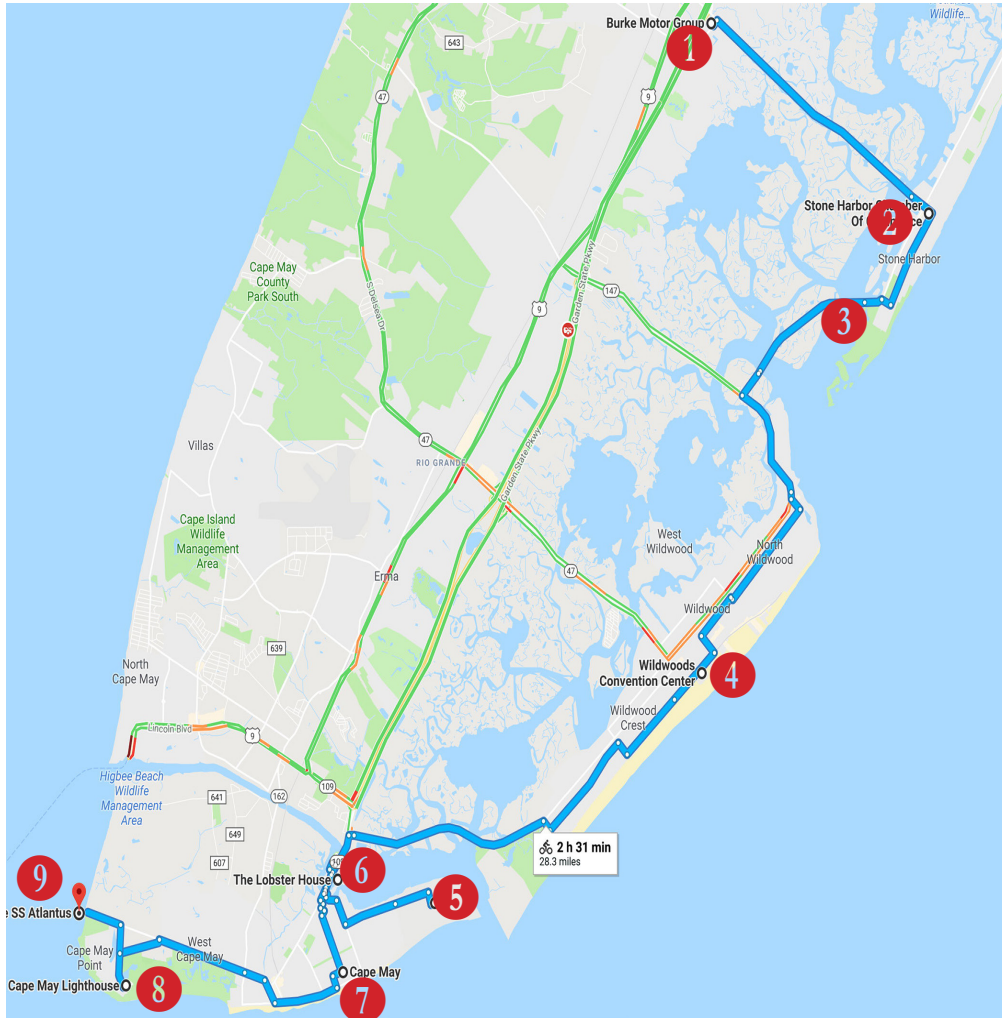 Wildlife...
Burke Motor Group
1
643
47
9
Stone Harbor Chamber
Of
2
Stone Harbor
Cape May
County
Park South
S Delsea Dr
Garden State Pkwy
147
9
3
Villas
47
RIO GRANDE
Garden State Pkwy
Cape Island
Wildlife
Management
Area
West
Wildwood
North
Wildwood
Erma
47
Wildwood
639
North
Cape May
Wildwoods
Convention Center
4
Wildwood
Crest
Lincoln Blvd
9
Higbee Beach
Wildlife
Management
Area
109
641
162
649
2 h 31 min
28.3 miles
607
The Lobster House
6
9
5
SS Atlantus
Cape May
Point
West
Cape May
Cape May
Cape May Lighthouse
8
7